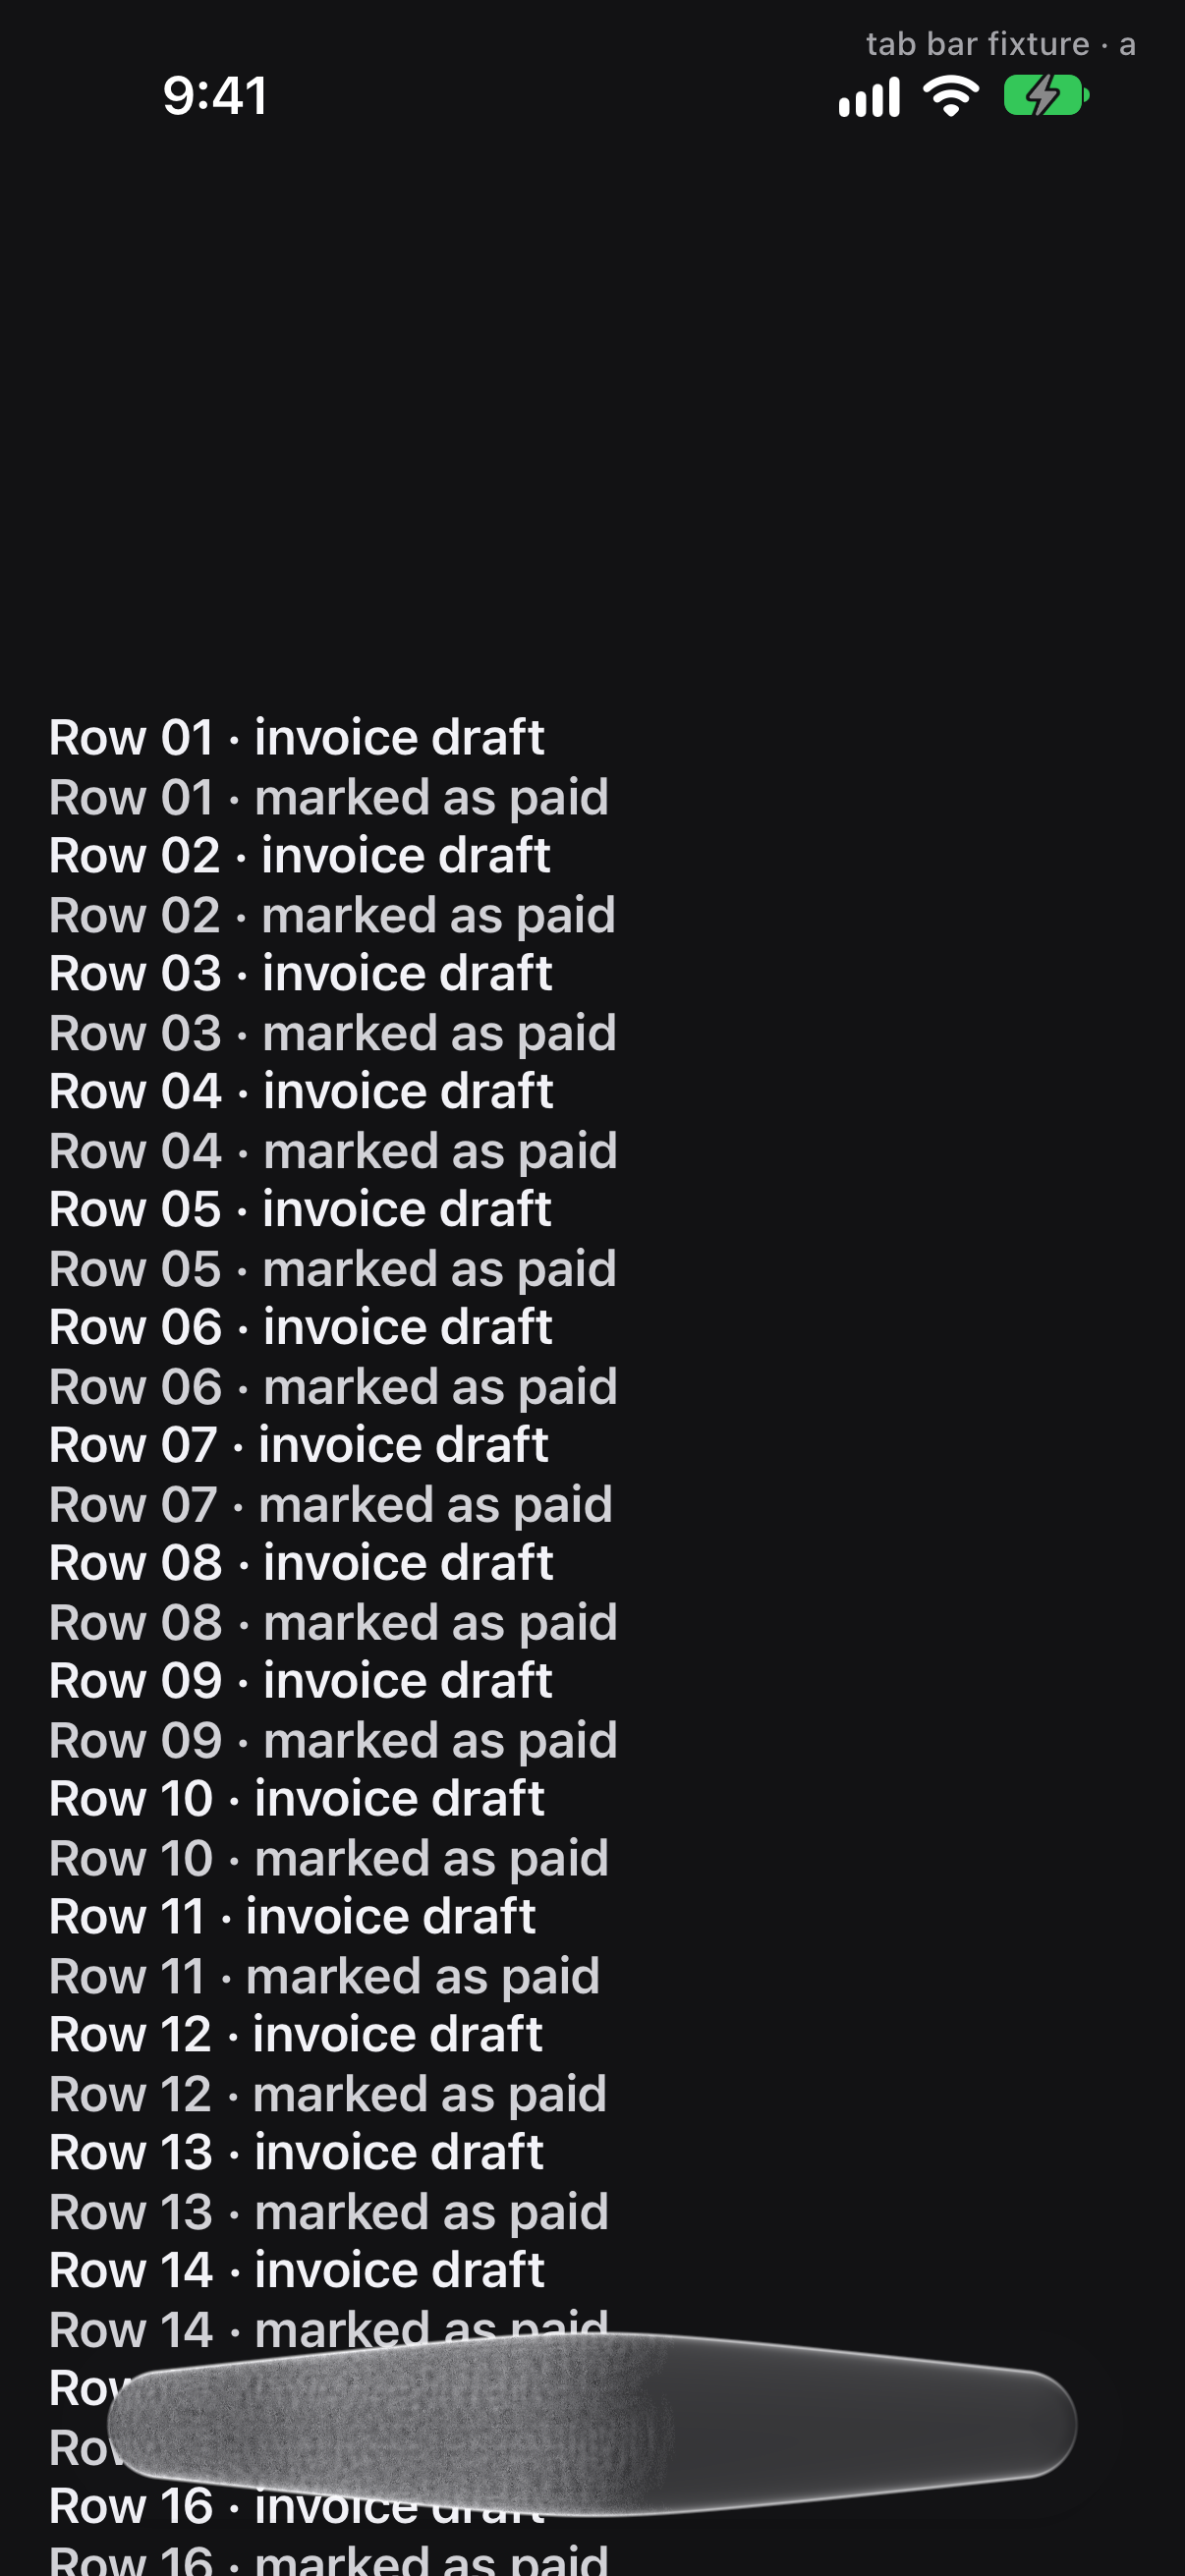 tab bar fixture · a
9:41
Row 01 · invoice draft
Row 01 · marked as paid
Row 02 · invoice draft
Row 02 · marked as paid
Row 03 · invoice draft
Row 03 · marked as paid
Row 04 · invoice draft
Row 04 · marked as paid
Row 05 · invoice draft
Row 05 · marked as paid
Row 06 · invoice draft
Row 06 · marked as paid
Row 07 · invoice draft
Row 07 · marked as paid
Row 08 · invoice draft
Row 08 · marked as paid
Row 09 · invoice draft
Row 09 · marked as paid
Row 10 · invoice draft
Row 10 · marked as paid
Row 11 · invoice draft
Row 11 · marked as paid
Row 12 · invoice draft
Row 12 · marked as paid
Row 13 · invoice draft
Row 13 · marked as paid
Row 14 · invoice draft
Row 14 · marked as paid
Row
Row
Row 16 · invoice draft
Row 16 · marked as paid